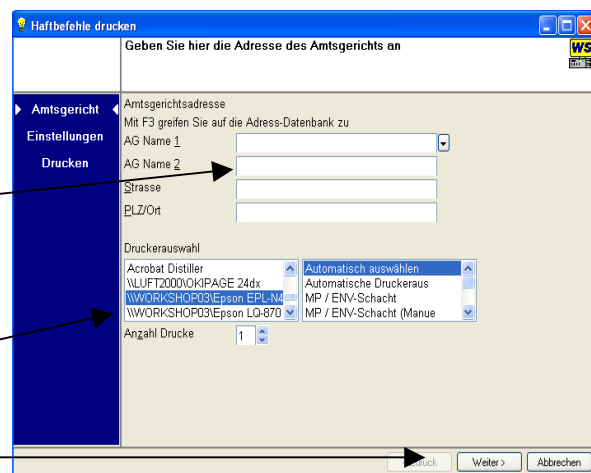 Haftbefehle drucken
Geben Sie hier die Adresse des Amtsgerichts an
WS
Amtsgericht
Einstellungen
Drucken
Amtsgerichtsadresse
Mit F3 greifen Sie auf die Adress-Datenbank zu
AG Name 1
AG Name 2
Strasse
PLZ/Ort
Druckerauswahl
Acrobat Distiller
\\LUFT2000\OKIPAGE 24dx
\\WORKSHOP03\Epson EPL-N4
\\WORKSHOP03\Epson LQ-870
Automatisch auswählen
Automatische Druckeraus
MP / ENV-Schacht
MP / ENV-Schacht (Manue
Anzahl Drucke 1
Weiter > Abbrechen